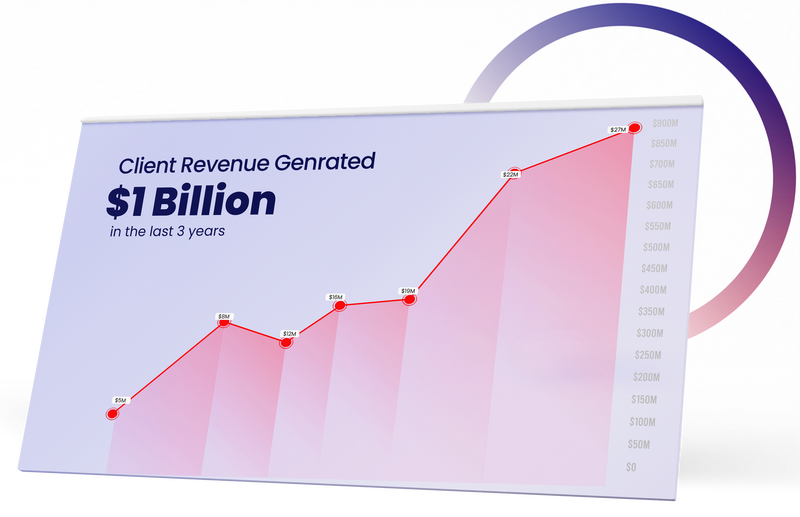 Client Revenue Genrated
$1 Billion
in the last 3 years
$5M
$8M
$12M
$16M
$19M
$22M
$27M
$800M
$850M
$700M
$650M
$600M
$550M
$500M
$450M
$400M
$350M
$300M
$250M
$200M
$150M
$100M
$50M
$0